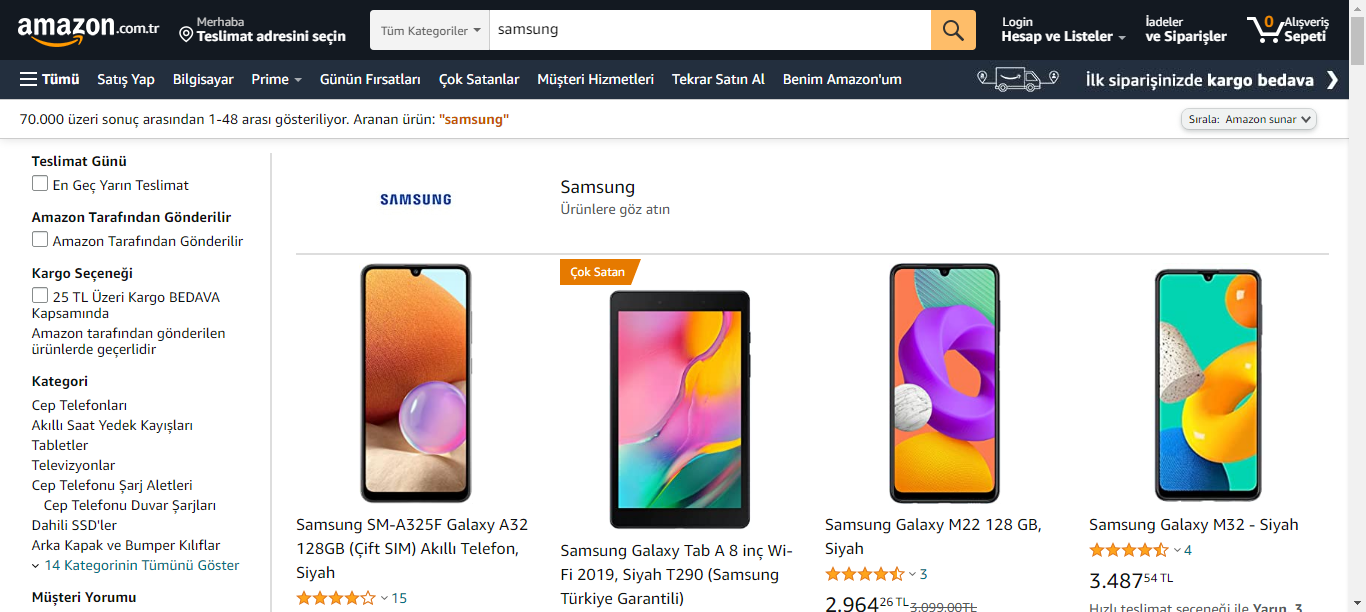 amazon.com.tr
Merhaba
Teslimat adresini seçin
Tüm Kategoriler
samsung
Login
Hesap ve Listeler
İadeler
ve Siparişler
0
Alışveriş
Sepeti
Tümü
Satış Yap
Bilgisayar
Prime
Günün Fırsatları
Çok Satanlar
Müşteri Hizmetleri
Tekrar Satın Al
Benim Amazon'um
İlk siparişinizde kargo bedava
70.000 üzeri sonuç arasından 1-48 arası gösteriliyor. Aranan ürün: "samsung"
Sırala: Amazon sunar
Teslimat Günü
En Geç Yarın Teslimat
Amazon Tarafından Gönderilir
Amazon Tarafından Gönderilir
Kargo Seçeneği
25 TL Üzeri Kargo BEDAVA
Kapsamında
Amazon tarafından gönderilen
ürünlerde geçerlidir
Kategori
Cep Telefonları
Akıllı Saat Yedek Kayışları
Tabletler
Televizyonlar
Cep Telefonu Şarj Aletleri
Cep Telefonu Duvar Şarjları
Dahili SSD'ler
Arka Kapak ve Bumper Kılıflar
14 Kategorinin Tümünü Göster
Müşteri Yorumu
SAMSUNG
Samsung
Ürünlere göz atın
Samsung SM-A325F Galaxy A32
128GB (Çift SIM) Akıllı Telefon,
Siyah
15
Çok Satan
Samsung Galaxy Tab A 8 inç Wi-
Fi 2019, Siyah T290 (Samsung
Türkiye Garantili)
Samsung Galaxy M22 128 GB,
Siyah
3
2.964,26 TL 3.099,00TL
Samsung Galaxy M32 - Siyah
4
3.487,54 TL
Hızlı teslimat seçeneği ile Yarın, 3